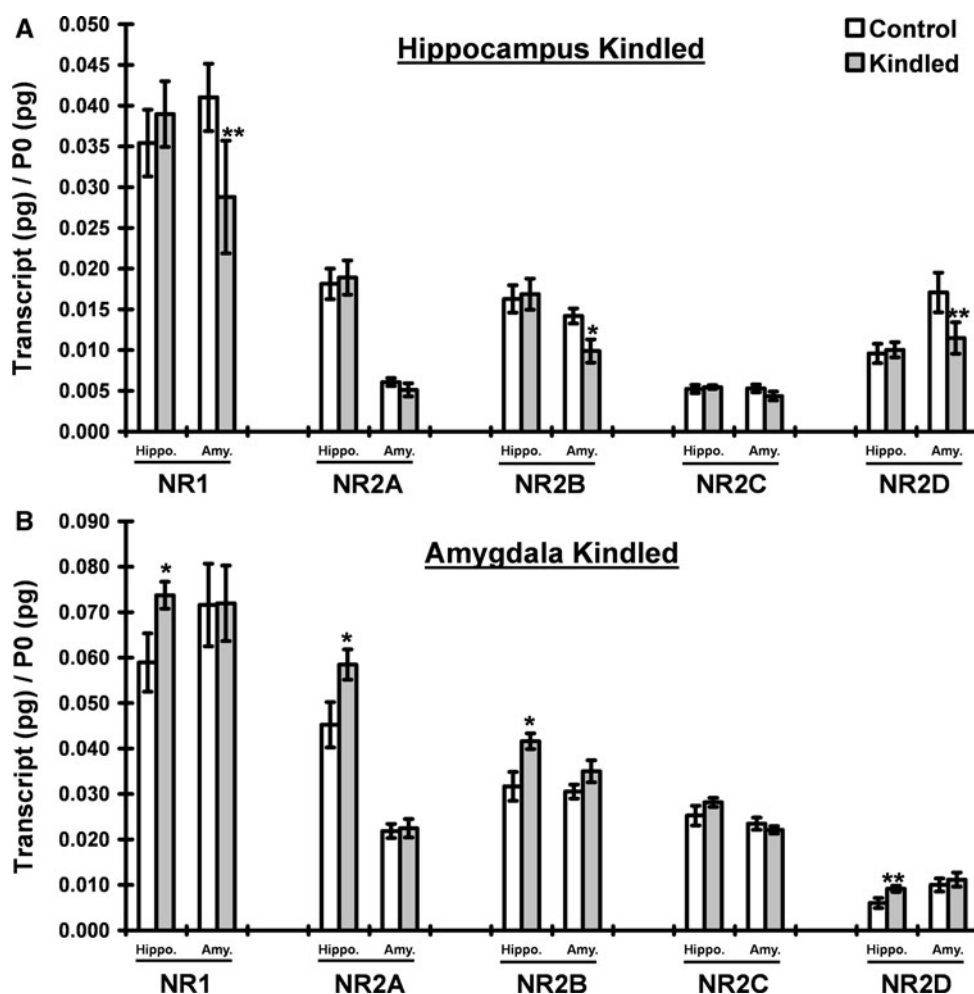 A
Hippocampus Kindled
Control
Kindled
Transcript (pg) / P0 (pg)
0.050
0.045
0.040
0.035
0.030
0.025
0.020
0.015
0.010
0.005
0.000
** * **
Hippo. Amy. Hippo. Amy. Hippo. Amy. Hippo. Amy. Hippo. Amy.
NR1 NR2A NR2B NR2C NR2D
B
Amygdala Kindled
Transcript (pg) / P0 (pg)
0.090
0.080
0.070
0.060
0.050
0.040
0.030
0.020
0.010
0.000
* * * **
Hippo. Amy. Hippo. Amy. Hippo. Amy. Hippo. Amy. Hippo. Amy.
NR1 NR2A NR2B NR2C NR2D